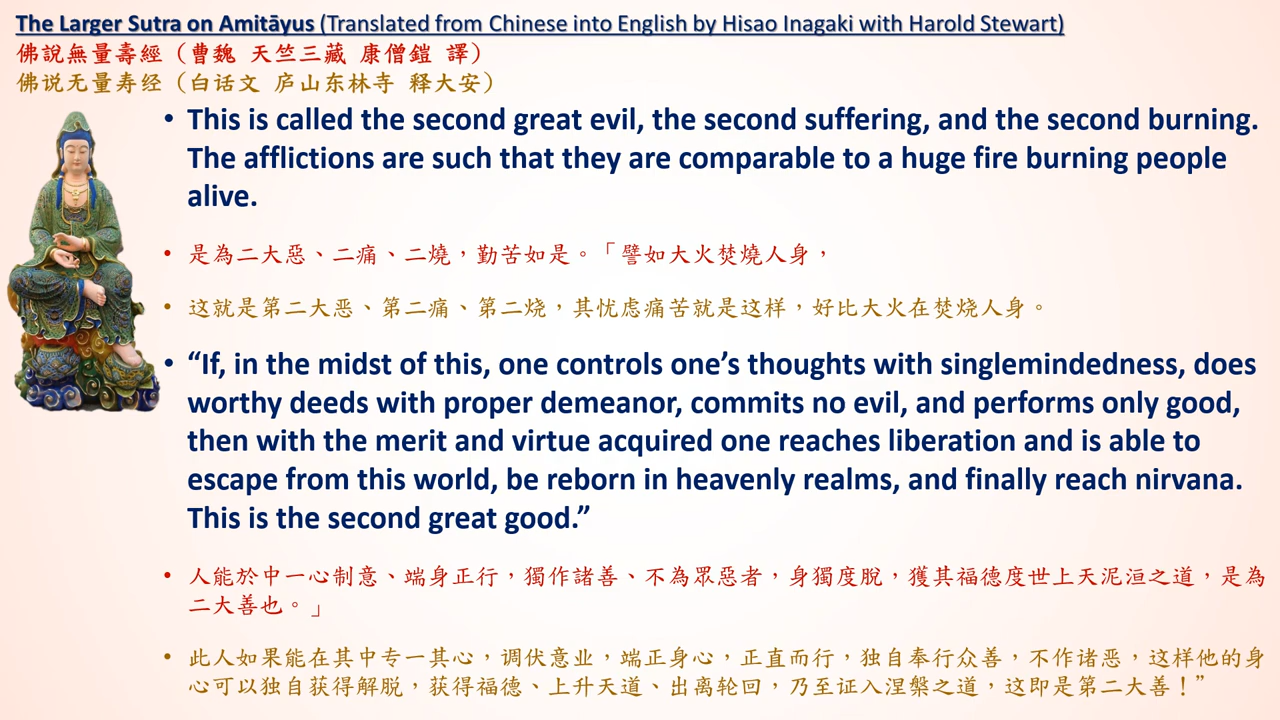 The Larger Sutra on Amitāyus (Translated from Chinese into English by Hisao Inagaki with Harold Stewart)
佛說無量壽經（曹魏 天竺三藏 康僧鎧 譯）
佛说无量寿经（白话文 庐山东林寺 释大安）
• This is called the second great evil, the second suffering, and the second burning.
The afflictions are such that they are comparable to a huge fire burning people
alive.
• 是為二大惡、二痛、二燒，勤苦如是。「譬如大火焚燒人身，
• 这就是第二大恶、第二痛、第二烧，其忧虑痛苦就是这样，好比大火在焚烧人身。
• “If, in the midst of this, one controls one’s thoughts with singlemindedness, does
worthy deeds with proper demeanor, commits no evil, and performs only good,
then with the merit and virtue acquired one reaches liberation and is able to
escape from this world, be reborn in heavenly realms, and finally reach nirvana.
This is the second great good.”
• 人能於中一心制意、端身正行，獨作諸善、不為眾惡者，身獨度脫，獲其福德度世上天泥洹之道，是為
二大善也。」
• 此人如果能在其中专一其心，调伏意业，端正身心，正直而行，独自奉行众善，不作诸恶，这样他的身
心可以独自获得解脱，获得福德、上升天道、出离轮回，乃至证入涅槃之道，这即是第二大善！”